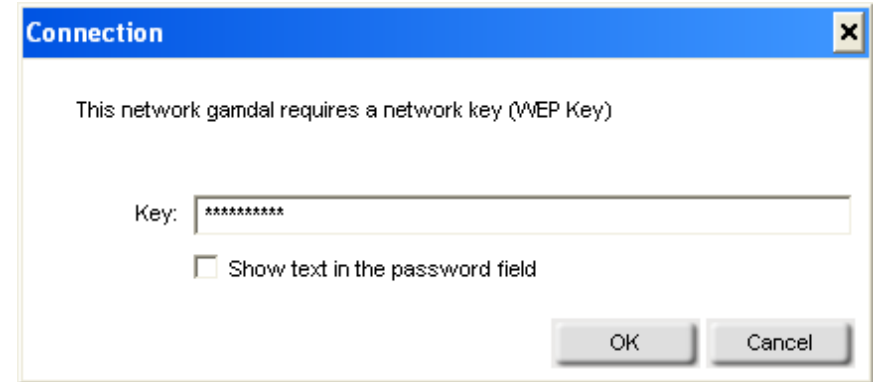 Connection
This network gamdal requires a network key (WEP Key)
Key: **********
Show text in the password field
OK Cancel